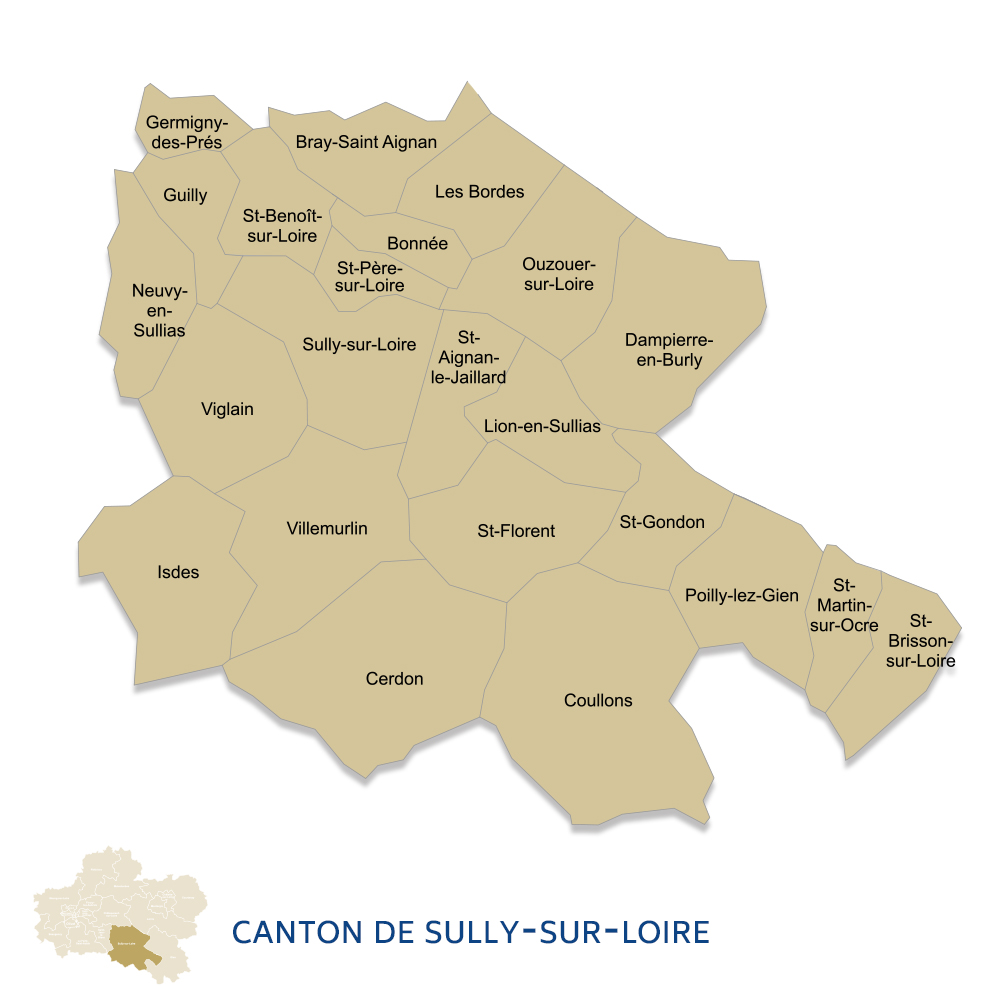 Germigny-
des-Prés
Bray-Saint Aignan
Guilly
Les Bordes
St-Benoît-
sur-Loire
Bonnée
St-Père-
sur-Loire
Ouzouer-
sur-Loire
Neuvy-
en-
Sullias
Sully-sur-Loire
St-
Aignan-
le-Jaillard
Dampierre-
en-Burly
Viglain
Lion-en-Sullias
Villemurlin
St-Florent
St-Gondon
Isdes
Poilly-lez-Gien
St-
Martin-
sur-Ocre
St-
Brisson-
sur-Loire
Cerdon
Coullons
CANTON DE SULLY-SUR-LOIRE